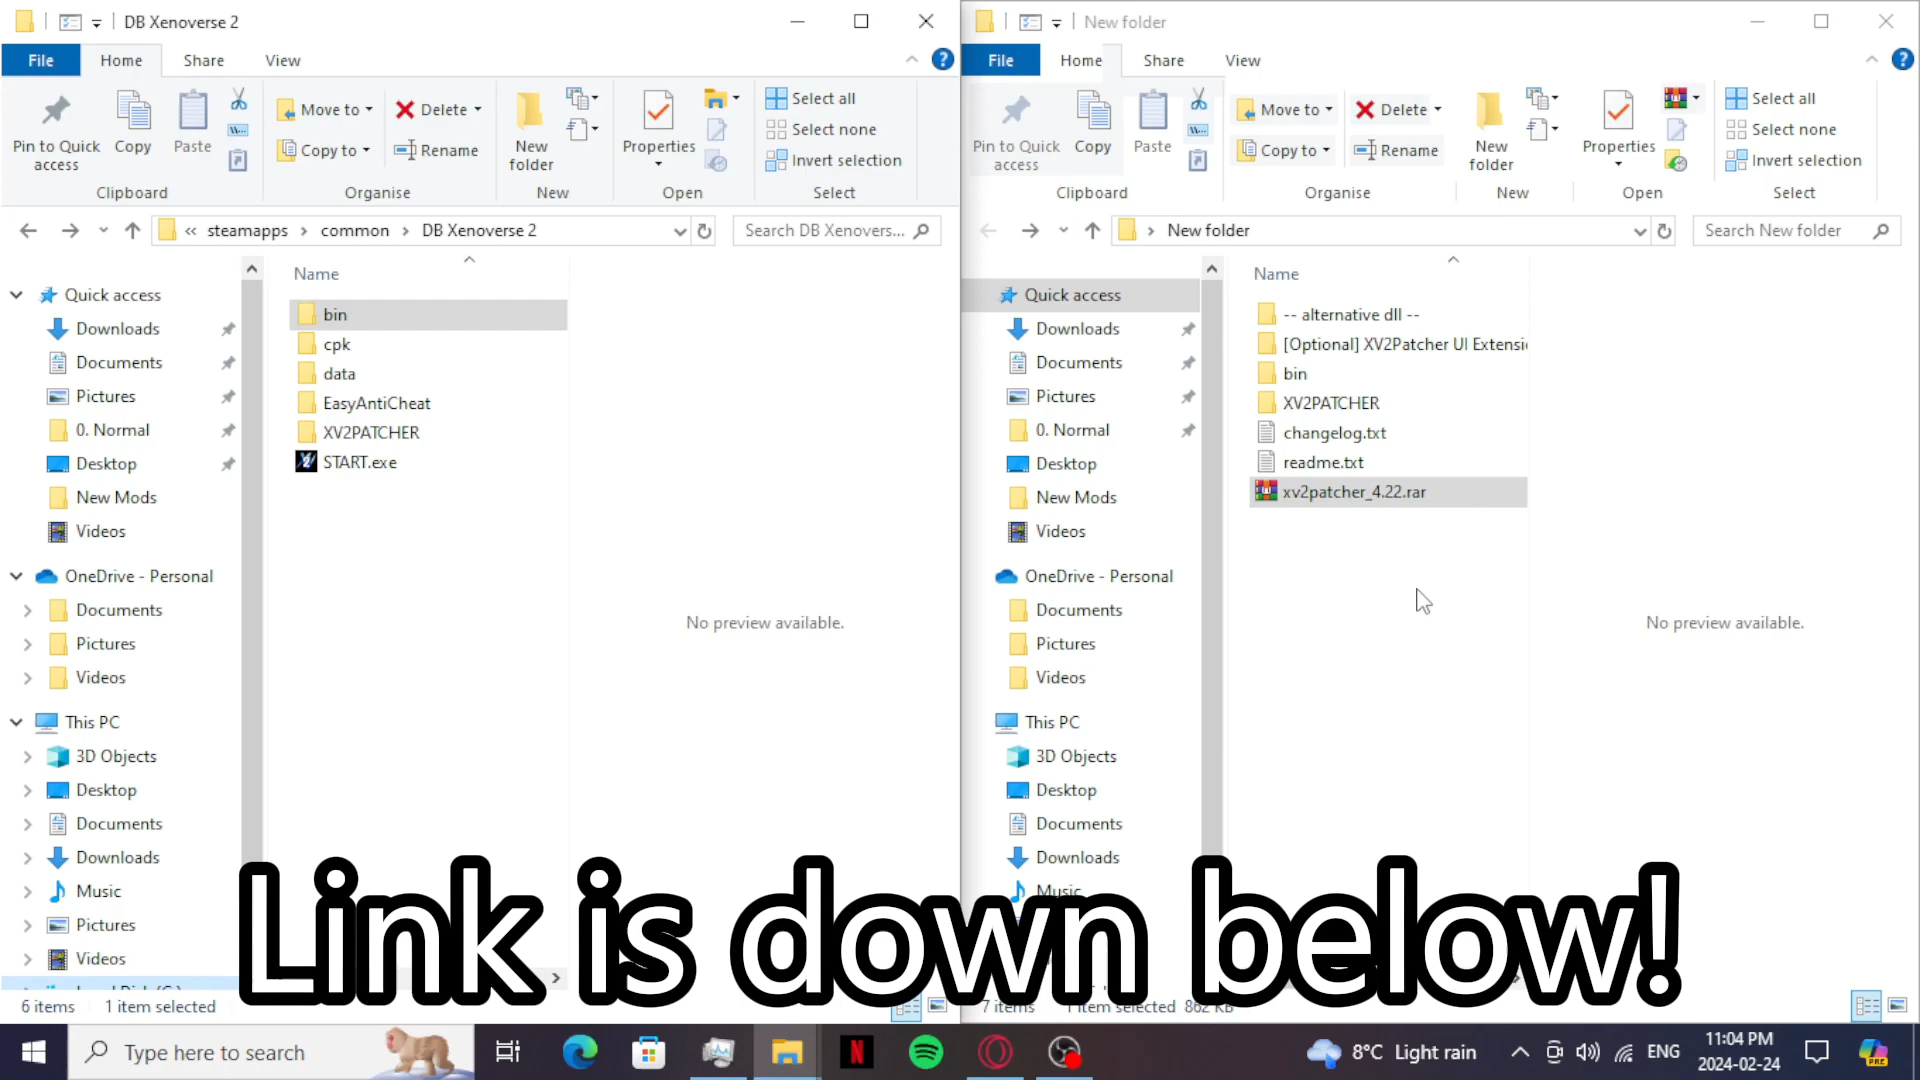 DB Xenoverse 2
File
Home
Share
View
Pin to Quick access
Copy
Paste
Move to
Copy to
Delete
Rename
New folder
Properties
Select all
Select none
Invert selection
Clipboard
Organise
New
Open
Select
« steamapps › common › DB Xenoverse 2
Search DB Xenovers...
Quick access
Downloads
Documents
Pictures
0. Normal
Desktop
New Mods
Videos
OneDrive - Personal
Documents
Pictures
Videos
This PC
3D Objects
Desktop
Documents
Downloads
Music
Pictures
Videos
Name
bin
cpk
data
EasyAntiCheat
XV2PATCHER
START.exe
No preview available.
6 items
1 item selected
New folder
File
Home
Share
View
Pin to Quick access
Copy
Paste
Move to
Copy to
Delete
Rename
New folder
Properties
Select all
Select none
Invert selection
Clipboard
Organise
New
Open
Select
› New folder
Search New folder
Quick access
Downloads
Documents
Pictures
0. Normal
Desktop
New Mods
Videos
OneDrive - Personal
Documents
Pictures
Videos
This PC
3D Objects
Desktop
Documents
Downloads
Music
Name
-- alternative dll --
[Optional] XV2Patcher UI Extensi
bin
XV2PATCHER
changelog.txt
readme.txt
xv2patcher_4.22.rar
No preview available.
7 items
1 item selected 862 KB
Link is down below!
Type here to search
8°C Light rain
ENG
11:04 PM
2024-02-24